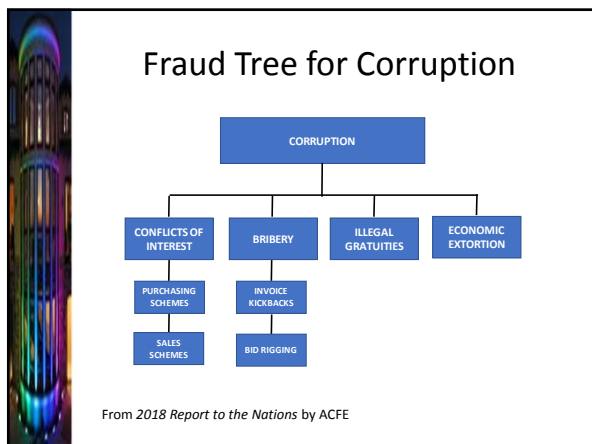 Fraud Tree for Corruption
CORRUPTION
CONFLICTS OF
INTEREST
BRIBERY
ILLEGAL
GRATUITIES
ECONOMIC
EXTORTION
PURCHASING
SCHEMES
INVOICE
KICKBACKS
SALES
SCHEMES
BID RIGGING
From 2018 Report to the Nations by ACFE